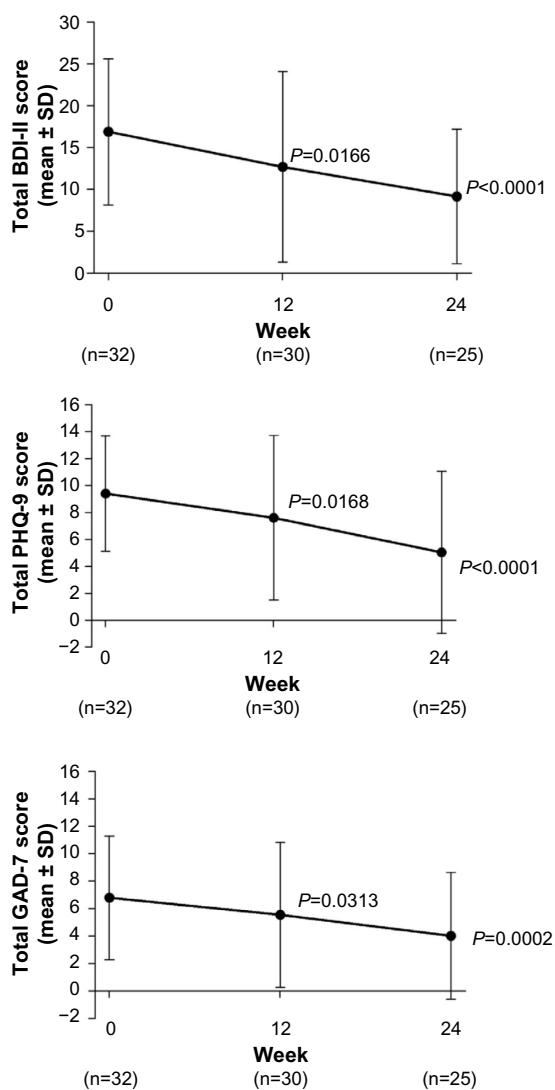 Total BDI-II score
(mean ± SD)
30
25
20
15
10
5
0
P=0.0166
P<0.0001
0 12 24
Week
(n=32) (n=30) (n=25)
Total PHQ-9 score
(mean ± SD)
16
14
12
10
8
6
4
2
0
−2
P=0.0168
P<0.0001
0 12 24
Week
(n=32) (n=30) (n=25)
Total GAD-7 score
(mean ± SD)
16
14
12
10
8
6
4
2
0
−2
P=0.0313
P=0.0002
0 12 24
Week
(n=32) (n=30) (n=25)